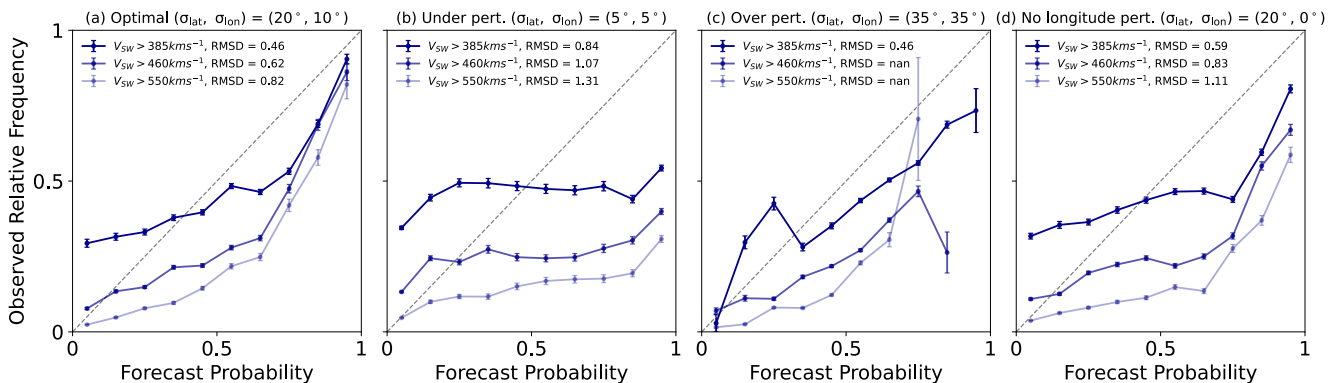 (a) Optimal (σlat, σlon) = (20°, 10°)
VSW > 385kms−1, RMSD = 0.46
VSW > 460kms−1, RMSD = 0.62
VSW > 550kms−1, RMSD = 0.82
(b) Under pert. (σlat, σlon) = (5°, 5°)
VSW > 385kms−1, RMSD = 0.84
VSW > 460kms−1, RMSD = 1.07
VSW > 550kms−1, RMSD = 1.31
(c) Over pert. (σlat, σlon) = (35°, 35°)
VSW > 385kms−1, RMSD = 0.46
VSW > 460kms−1, RMSD = nan
VSW > 550kms−1, RMSD = nan
(d) No longitude pert. (σlat, σlon) = (20°, 0°)
VSW > 385kms−1, RMSD = 0.59
VSW > 460kms−1, RMSD = 0.83
VSW > 550kms−1, RMSD = 1.11
Observed Relative Frequency
1
0.5
0
0 0.5 1
Forecast Probability
0 0.5 1
Forecast Probability
0 0.5 1
Forecast Probability
0 0.5 1
Forecast Probability